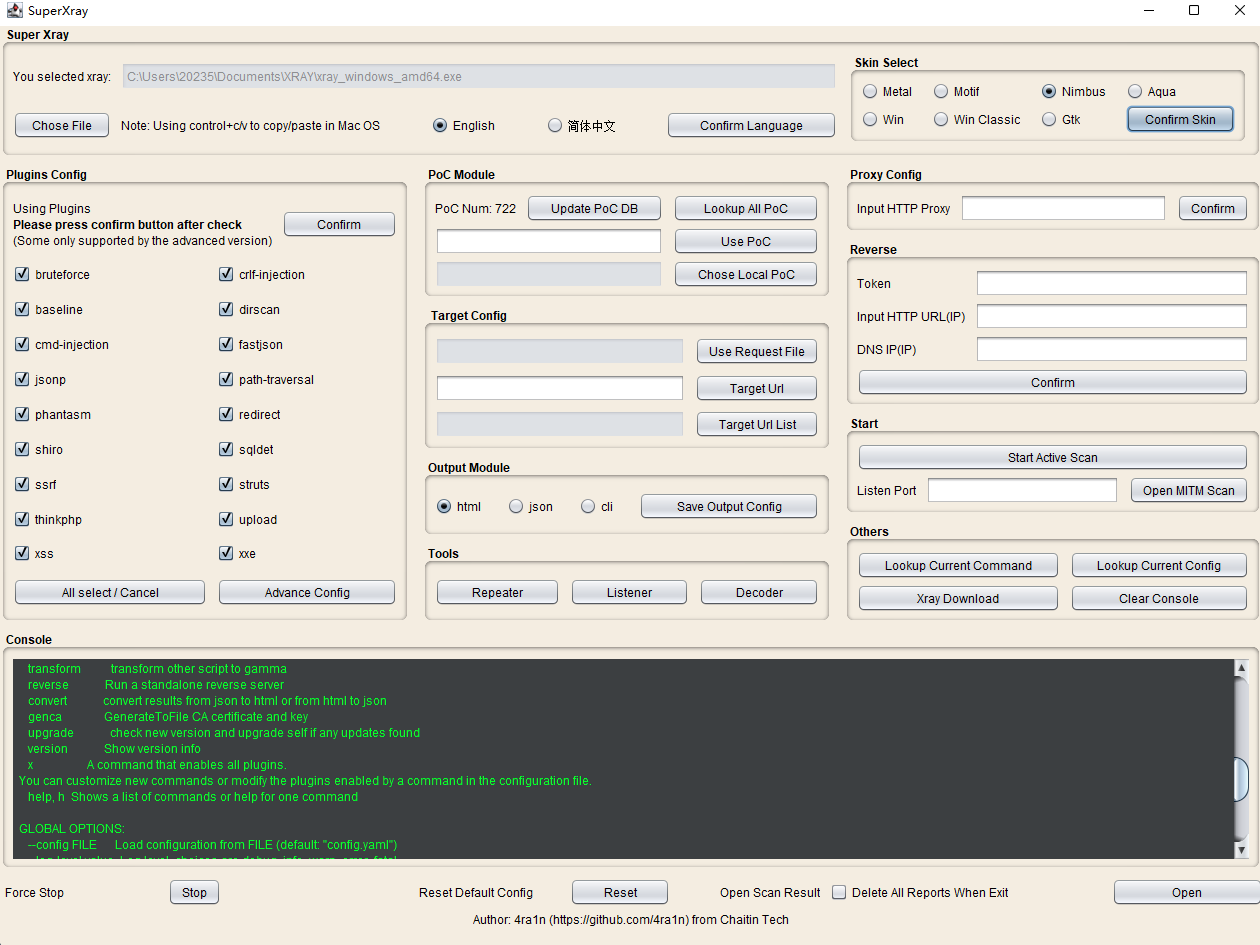 SuperXray
Super Xray
You selected xray: C:\Users\20235\Documents\XRAY\xray_windows_amd64.exe
Chose File Note: Using control+c/v to copy/paste in Mac OS English 简体中文 Confirm Language
Skin Select
Metal Motif Nimbus Aqua
Win Win Classic Gtk Confirm Skin
Plugins Config
Using Plugins
Please press confirm button after check
(Some only supported by the advanced version)
Confirm
bruteforce crlf-injection
baseline dirscan
cmd-injection fastjson
jsonp path-traversal
phantasm redirect
shiro sqldet
ssrf struts
thinkphp upload
xss xxe
All select / Cancel Advance Config
PoC Module
PoC Num: 722 Update PoC DB Lookup All PoC
Use PoC
Chose Local PoC
Target Config
Use Request File
Target Url
Target Url List
Output Module
html json cli Save Output Config
Tools
Repeater Listener Decoder
Proxy Config
Input HTTP Proxy Confirm
Reverse
Token
Input HTTP URL(IP)
DNS IP(IP)
Confirm
Start
Start Active Scan
Listen Port Open MITM Scan
Others
Lookup Current Command Lookup Current Config
Xray Download Clear Console
Console
transform transform other script to gamma
reverse Run a standalone reverse server
convert convert results from json to html or from html to json
genca GenerateToFile CA certificate and key
upgrade check new version and upgrade self if any updates found
version Show version info
x A command that enables all plugins.
You can customize new commands or modify the plugins enabled by a command in the configuration file.
help, h Shows a list of commands or help for one command
GLOBAL OPTIONS:
--config FILE Load configuration from FILE (default: "config.yaml")
Force Stop Stop Reset Default Config Reset Open Scan Result Delete All Reports When Exit Open
Author: 4ra1n (https://github.com/4ra1n) from Chaitin Tech